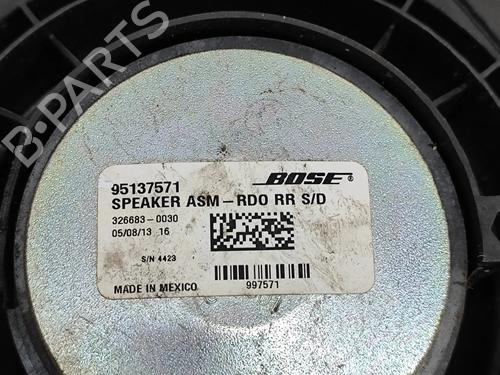 B-PARTS
95137571
BOSE®
SPEAKER ASM-RDO RR S/D
326683-0030
05/08/13 16
S/N 4423
MADE IN MEXICO
997571